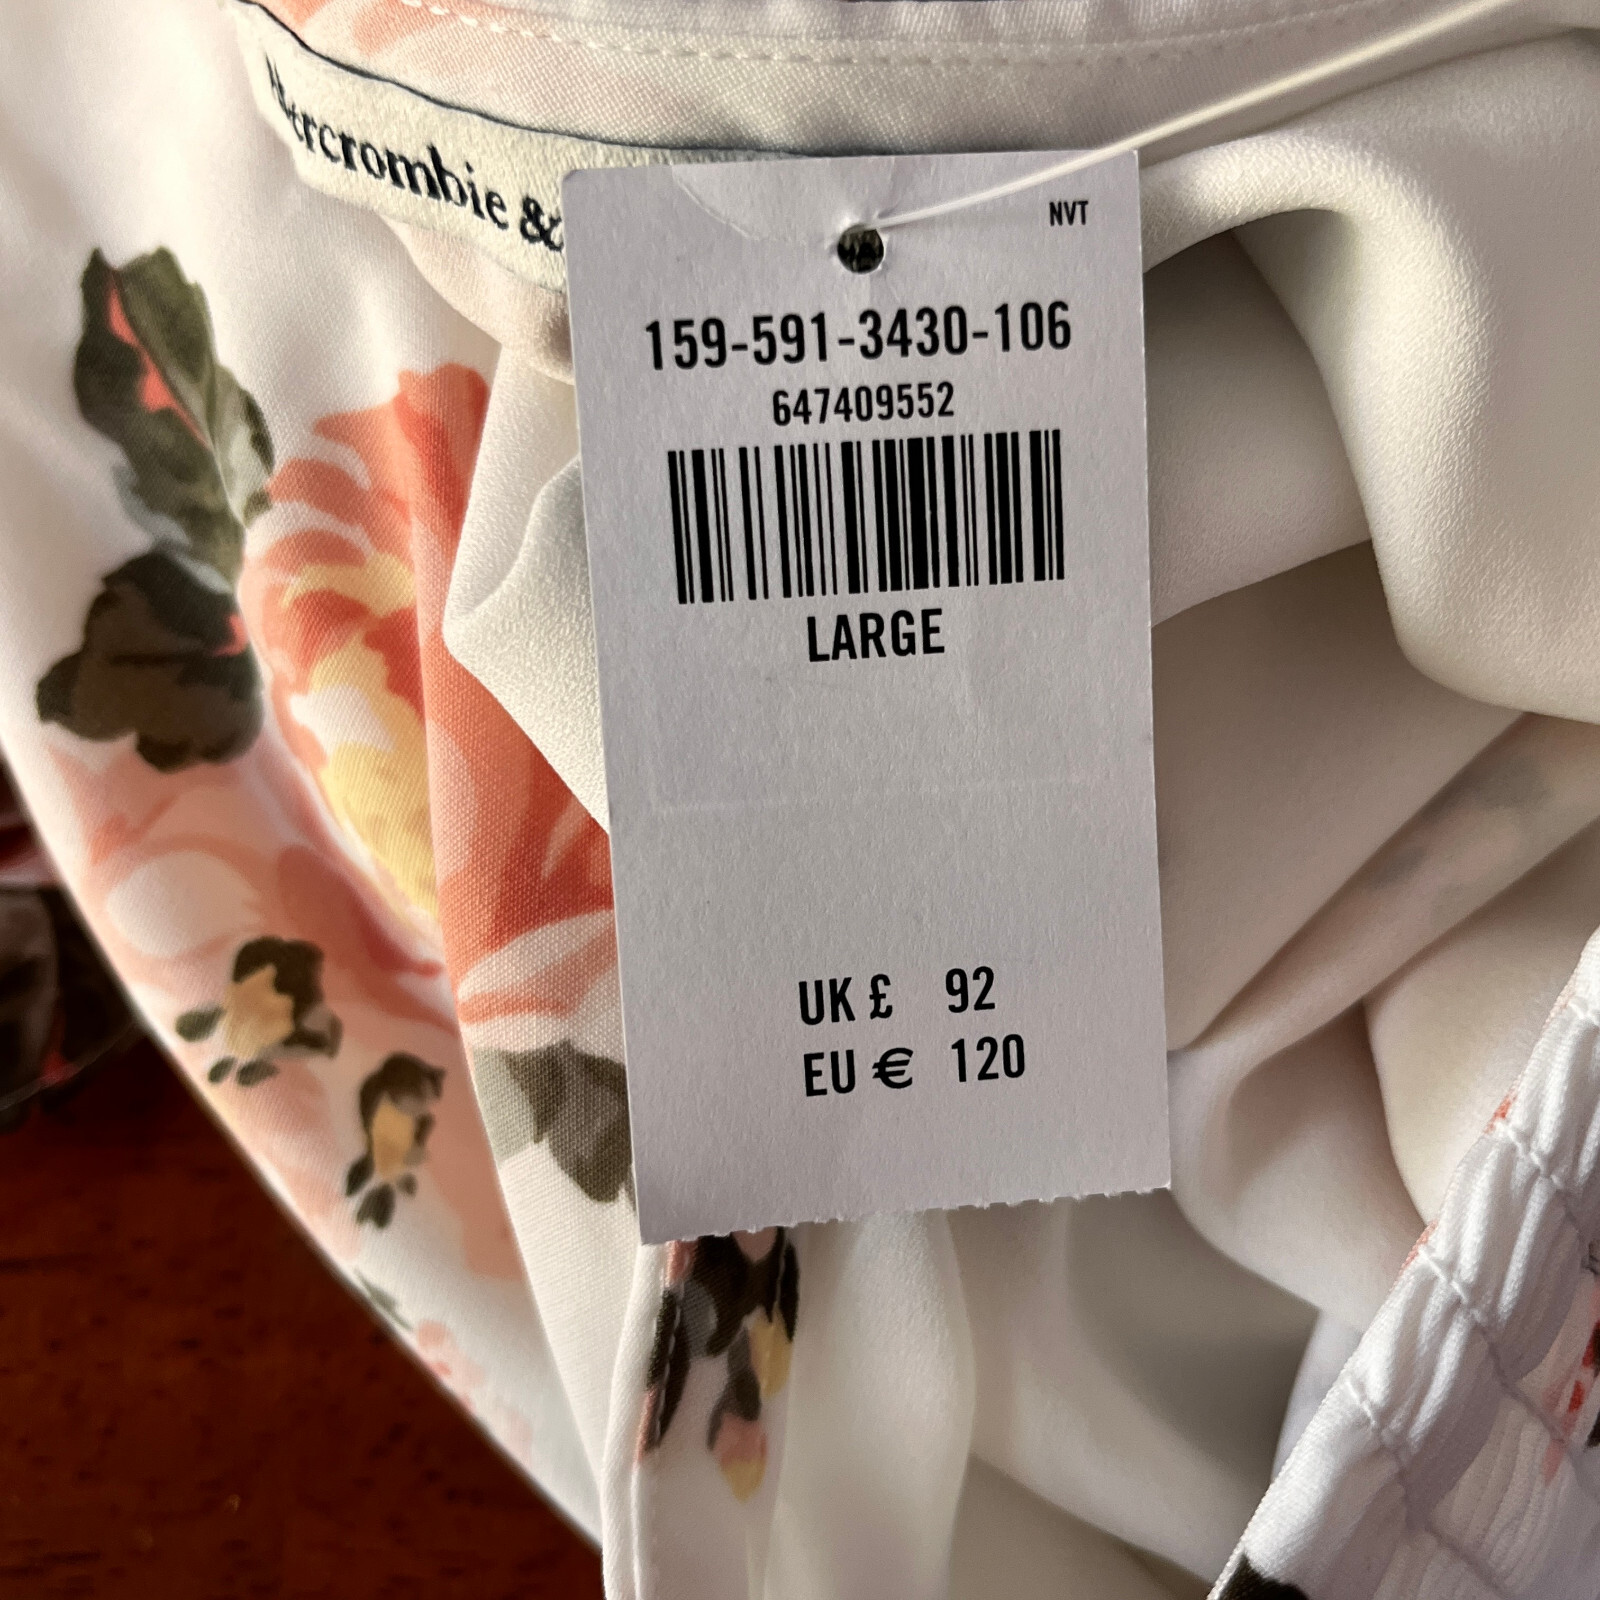 Abercrombie &
NVT
159-591-3430-106
647409552
LARGE
UK £ 92
EU € 120